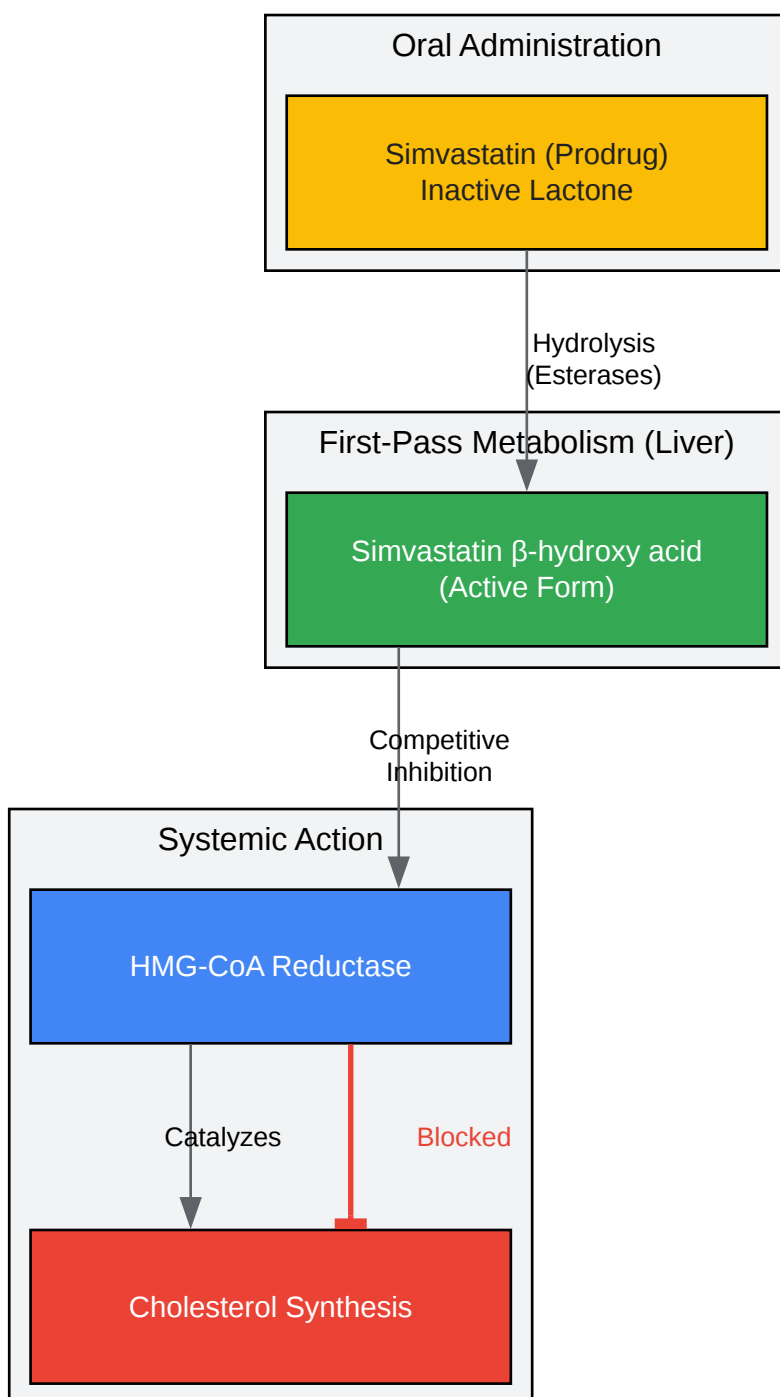 Oral Administration
Simvastatin (Prodrug)
Inactive Lactone
Hydrolysis
(Esterases)
First-Pass Metabolism (Liver)
Simvastatin β-hydroxy acid
(Active Form)
Competitive
Inhibition
Systemic Action
HMG-CoA Reductase
Catalyzes
Blocked
Cholesterol Synthesis